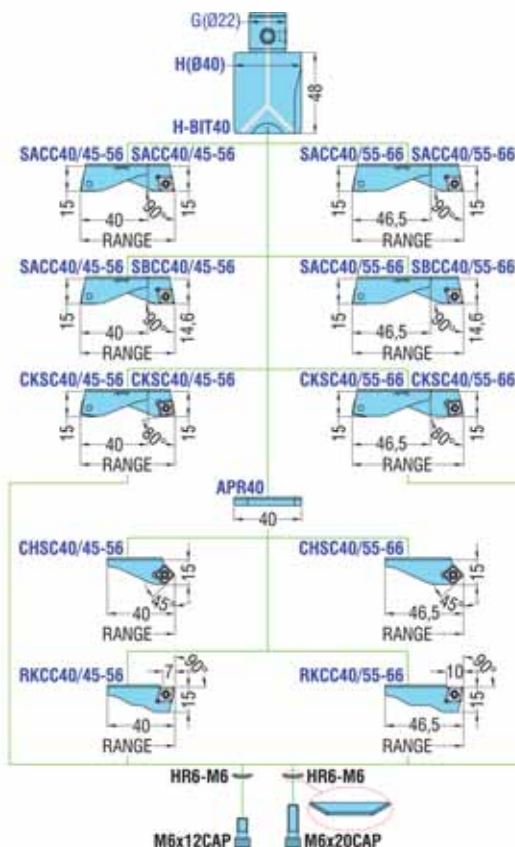 G(Ø22)
H(Ø40)
48
H-BIT40
SACC40/45-56 SACC40/45-56
15 40 90° 15
RANGE
SACC40/55-66 SACC40/55-66
15 46,5 90° 15
RANGE
SACC40/45-56 SBCC40/45-56
15 40 90° 14,6
RANGE
SACC40/55-66 SBCC40/55-66
15 46,5 90° 14,6
RANGE
CKSC40/45-56 CKSC40/45-56
15 40 80° 15
RANGE
CKSC40/55-66 CKSC40/55-66
15 46,5 80° 15
RANGE
APR40
40
CHSC40/45-56
40 45° 15
RANGE
CHSC40/55-66
46,5 45° 15
RANGE
RKCC40/45-56
7 90°
40 15
RANGE
RKCC40/55-66
10 90°
46,5 15
RANGE
HR6-M6
HR6-M6
M6x12CAP
M6x20CAP